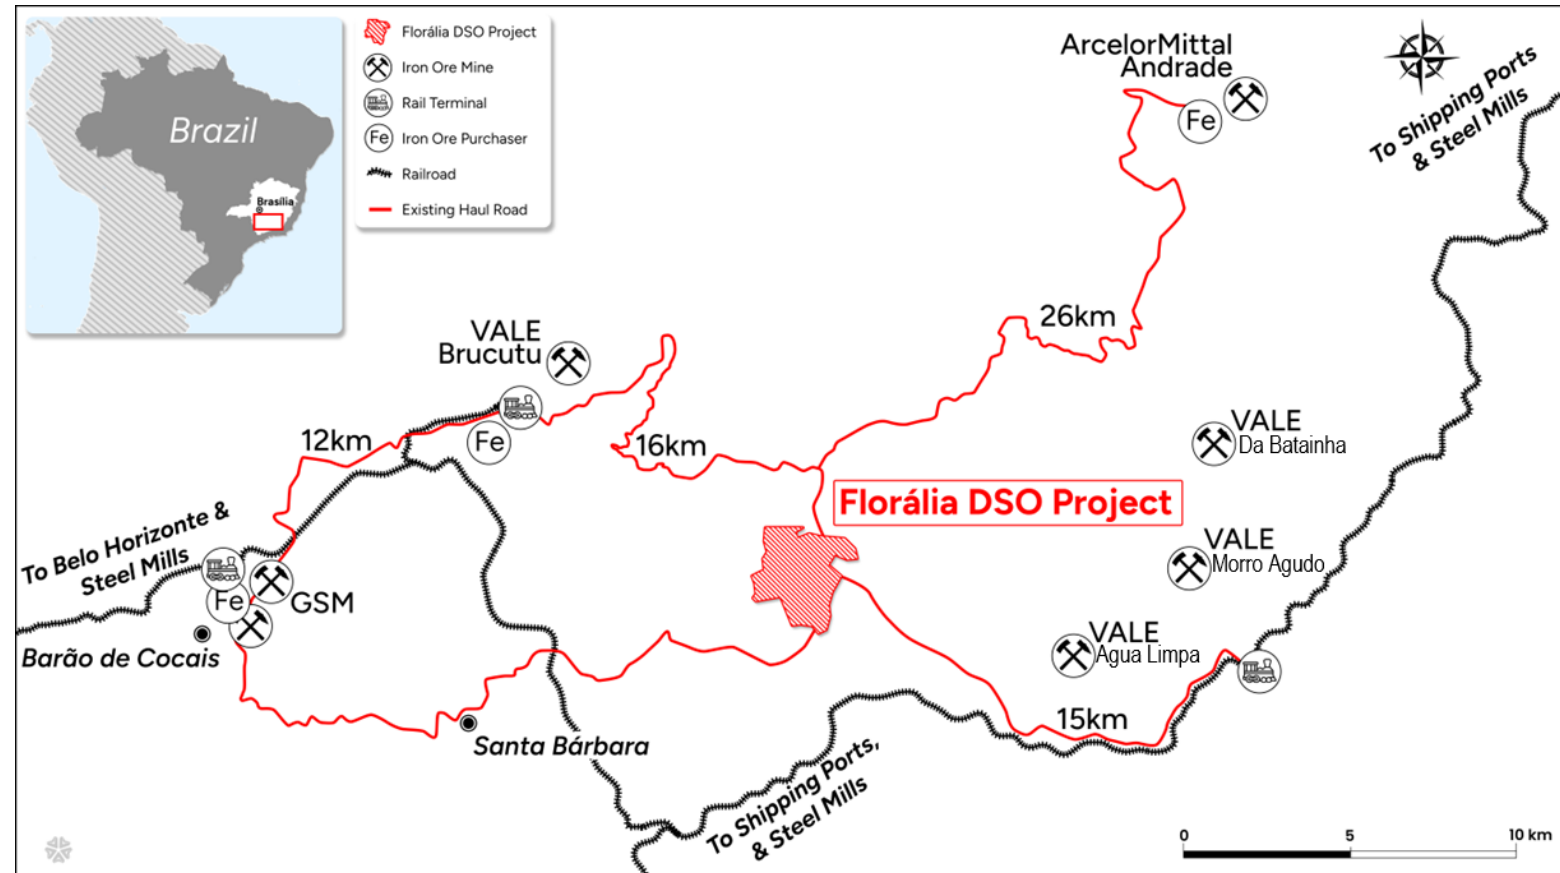 Brazil
Brasília
Florália DSO Project
Iron Ore Mine
Rail Terminal
Fe
Iron Ore Purchaser
Railroad
Existing Haul Road
ArcelorMittal
Andrade
Fe
To Shipping Ports
& Steel Mills
26km
VALE
Brucutu
Fe
12km
16km
VALE
Da Batainha
Florália DSO Project
VALE
Morro Agudo
To Belo Horizonte &
Steel Mills
Fe
GSM
Barão de Cocais
VALE
Agua Limpa
15km
Santa Bárbara
To Shipping Ports,
& Steel Mills
0 5 10 km